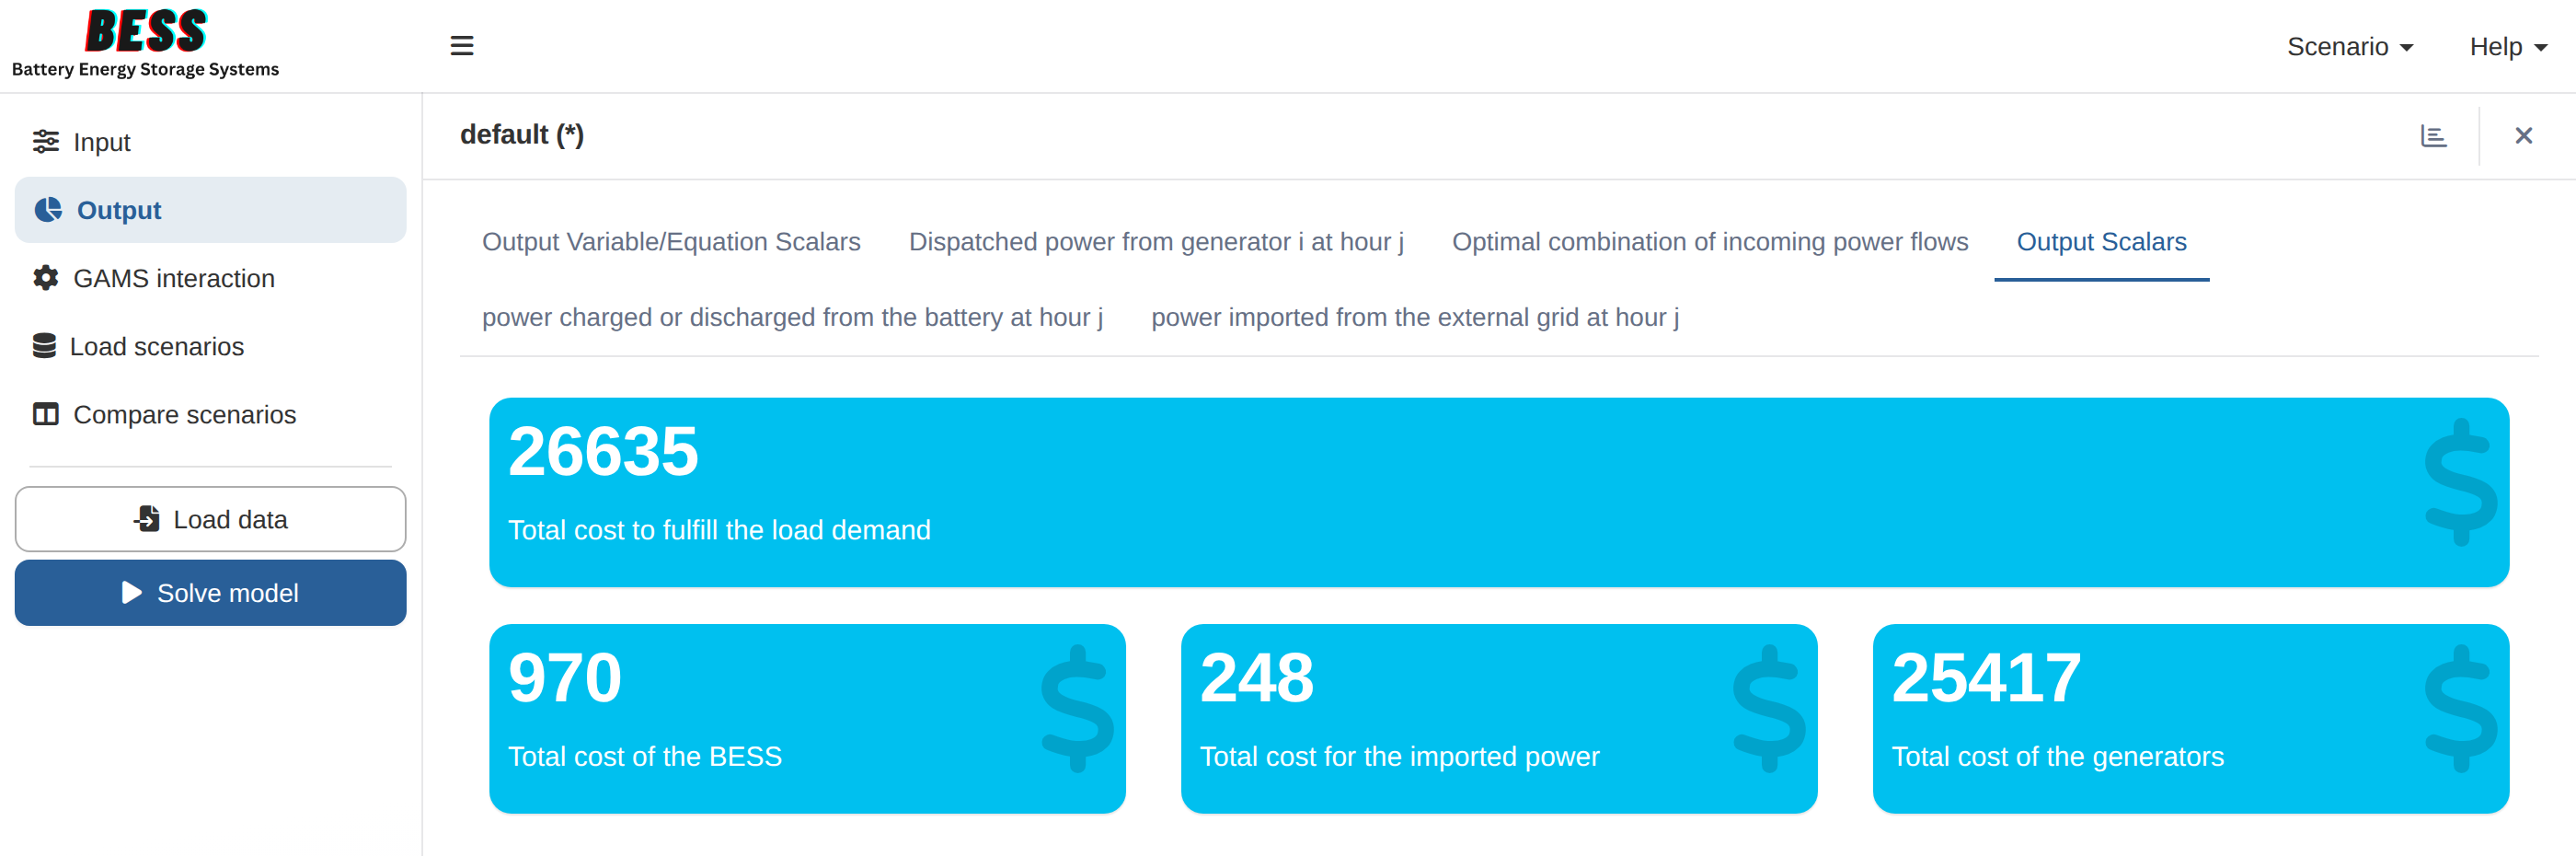 BESS
Battery Energy Storage Systems
Scenario Help
Input
Output
GAMS interaction
Load scenarios
Compare scenarios
Load data
Solve model
default (*)
Output Variable/Equation Scalars Dispatched power from generator i at hour j Optimal combination of incoming power flows Output Scalars
power charged or discharged from the battery at hour j power imported from the external grid at hour j
26635
Total cost to fulfill the load demand
970
Total cost of the BESS
248
Total cost for the imported power
25417
Total cost of the generators